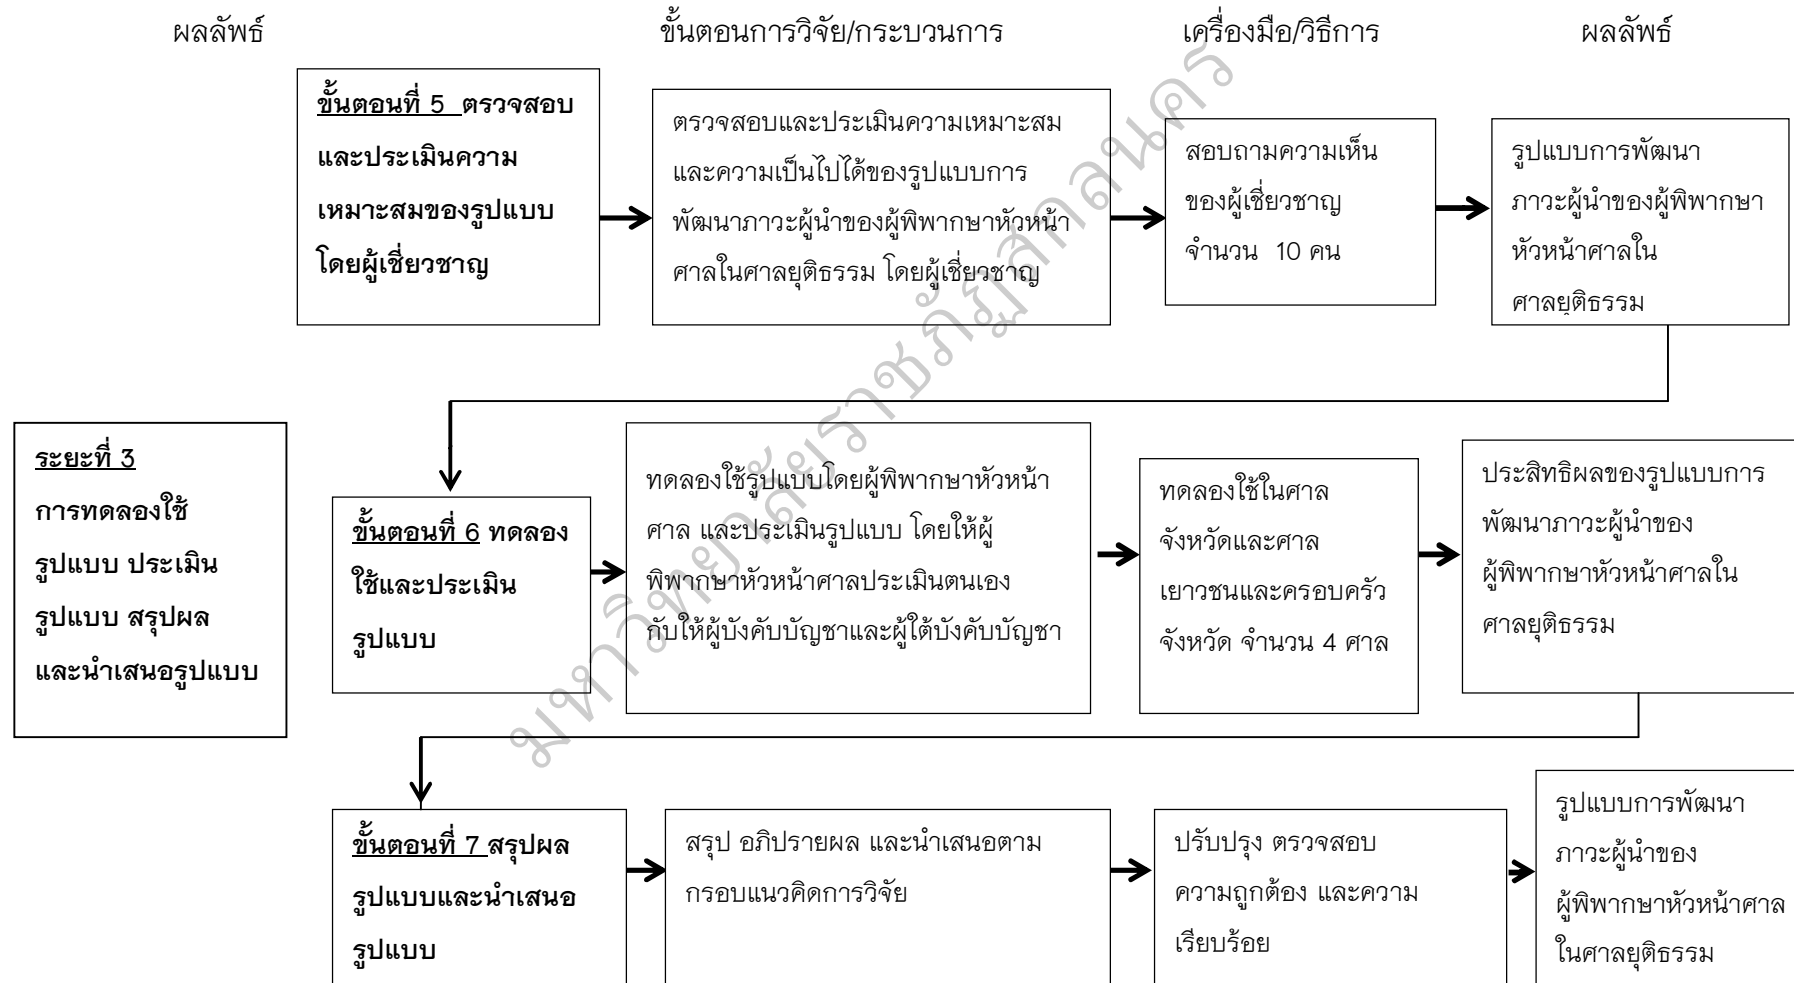 ผลลัพธ์
ขั้นตอนการวิจัย/กระบวนการ
เครื่องมือ/วิธีการ
ผลลัพธ์
ขั้นตอนที่ 5 ตรวจสอบ
และประเมินความ
เหมาะสมของรูปแบบ
โดยผู้เชี่ยวชาญ
ตรวจสอบและประเมินความเหมาะสม
และความเป็นไปได้ของรูปแบบการ
พัฒนาภาวะผู้นำของผู้พิพากษาหัวหน้า
ศาลในศาลยุติธรรม โดยผู้เชี่ยวชาญ
สอบถามความเห็น
ของผู้เชี่ยวชาญ
จำนวน 10 คน
รูปแบบการพัฒนา
ภาวะผู้นำของผู้พิพากษา
หัวหน้าศาลใน
ศาลยุติธรรม
ระยะที่ 3
การทดลองใช้
รูปแบบ ประเมิน
รูปแบบ สรุปผล
และนำเสนอรูปแบบ
ขั้นตอนที่ 6 ทดลอง
ใช้และประเมิน
รูปแบบ
ทดลองใช้รูปแบบโดยผู้พิพากษาหัวหน้า
ศาล และประเมินรูปแบบ โดยให้ผู้
พิพากษาหัวหน้าศาลประเมินตนเอง
กับให้ผู้บังคับบัญชาและผู้ใต้บังคับบัญชา
ทดลองใช้ในศาล
จังหวัดและศาล
เยาวชนและครอบครัว
จังหวัด จำนวน 4 ศาล
ประสิทธิผลของรูปแบบการ
พัฒนาภาวะผู้นำของ
ผู้พิพากษาหัวหน้าศาลใน
ศาลยุติธรรม
ขั้นตอนที่ 7 สรุปผล
รูปแบบและนำเสนอ
รูปแบบ
สรุป อภิปรายผล และนำเสนอตาม
กรอบแนวคิดการวิจัย
ปรับปรุง ตรวจสอบ
ความถูกต้อง และความ
เรียบร้อย
รูปแบบการพัฒนา
ภาวะผู้นำของ
ผู้พิพากษาหัวหน้าศาล
ในศาลยุติธรรม
มหาวิทยาลัยราชภัฏสกลนคร